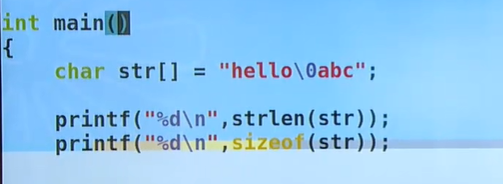 int main()
{
char str[] = "hello\0abc";
printf("%d\n",strlen(str));
printf("%d\n",sizeof(str));